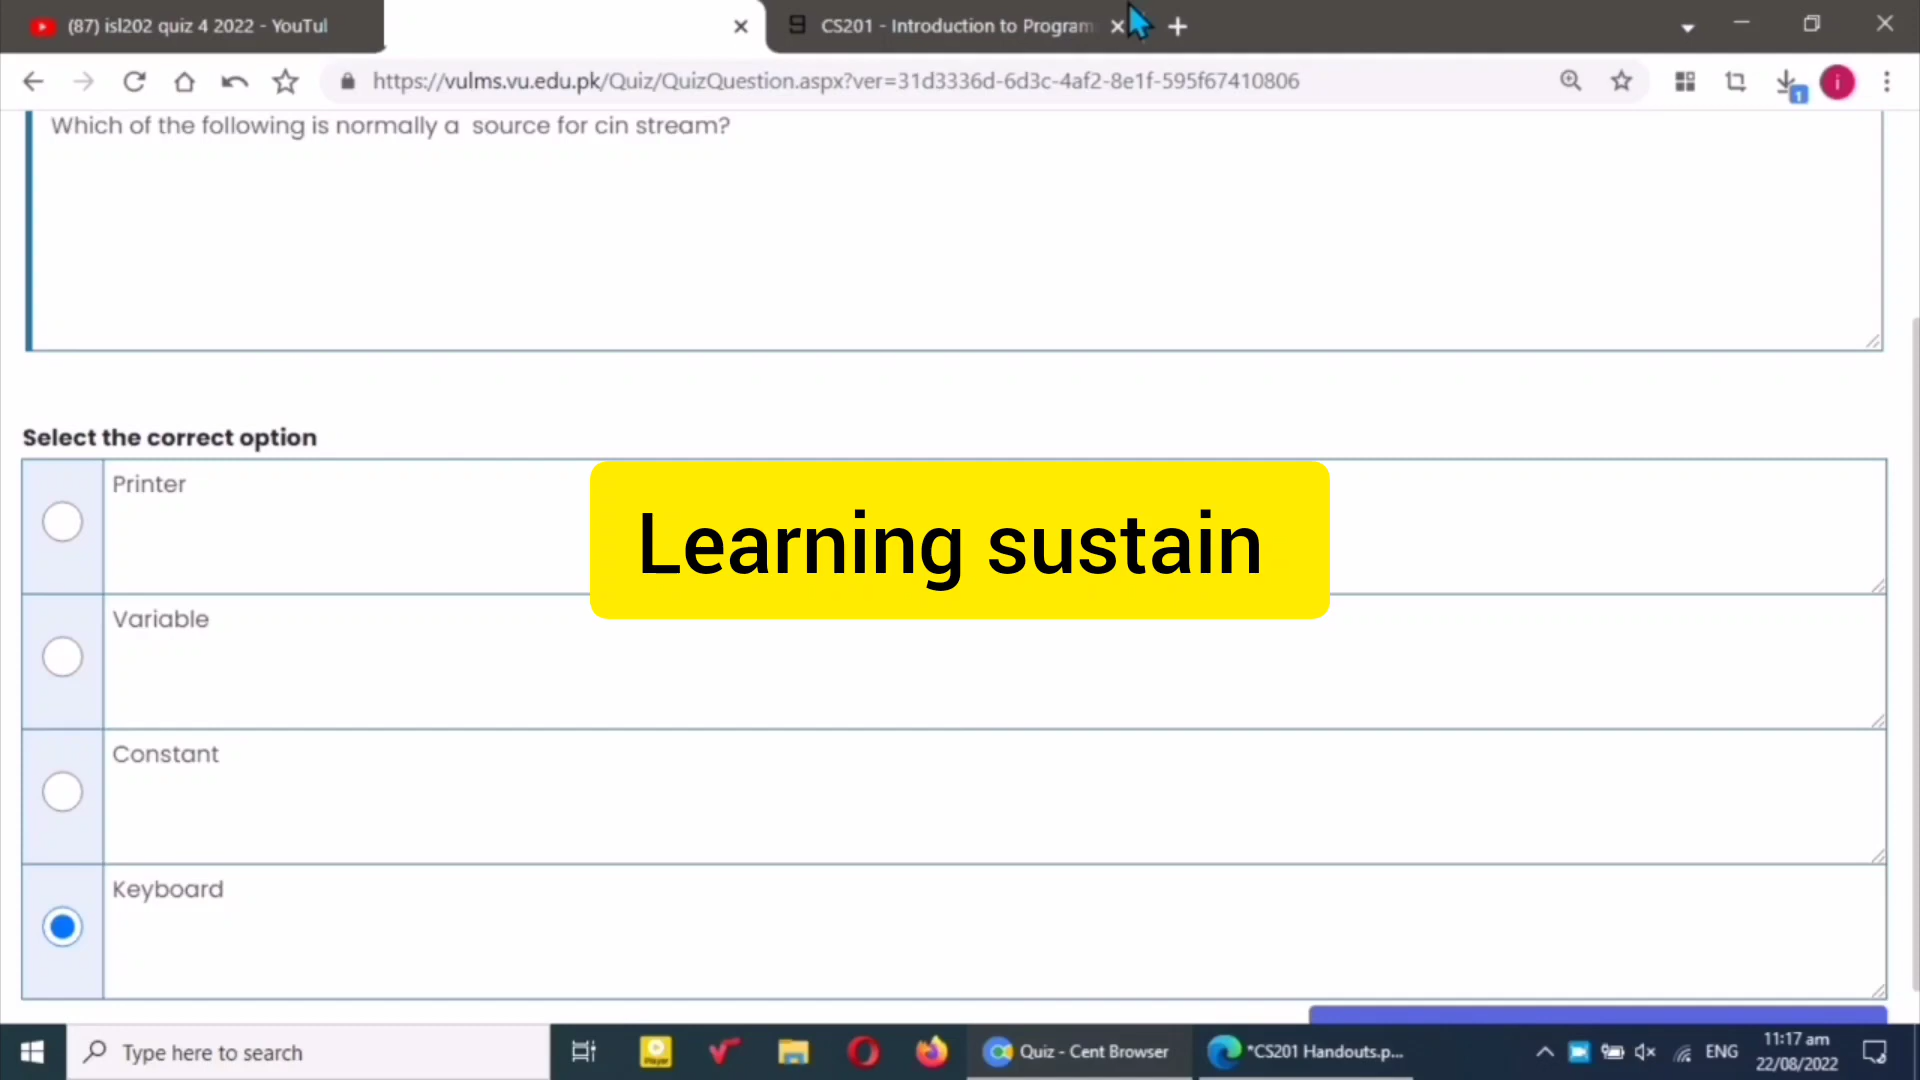 (87) isl202 quiz 4 2022 - YouTul
CS201 - Introduction to Program
https://vulms.vu.edu.pk/Quiz/QuizQuestion.aspx?ver=31d3336d-6d3c-4af2-8e1f-595f67410806
1
i
Which of the following is normally a source for cin stream?
Select the correct option
Printer
Variable
Constant
Keyboard
Learning sustain
Type here to search
Player
Quiz - Cent Browser
*CS201 Handouts.p...
ENG
11:17 am
22/08/2022